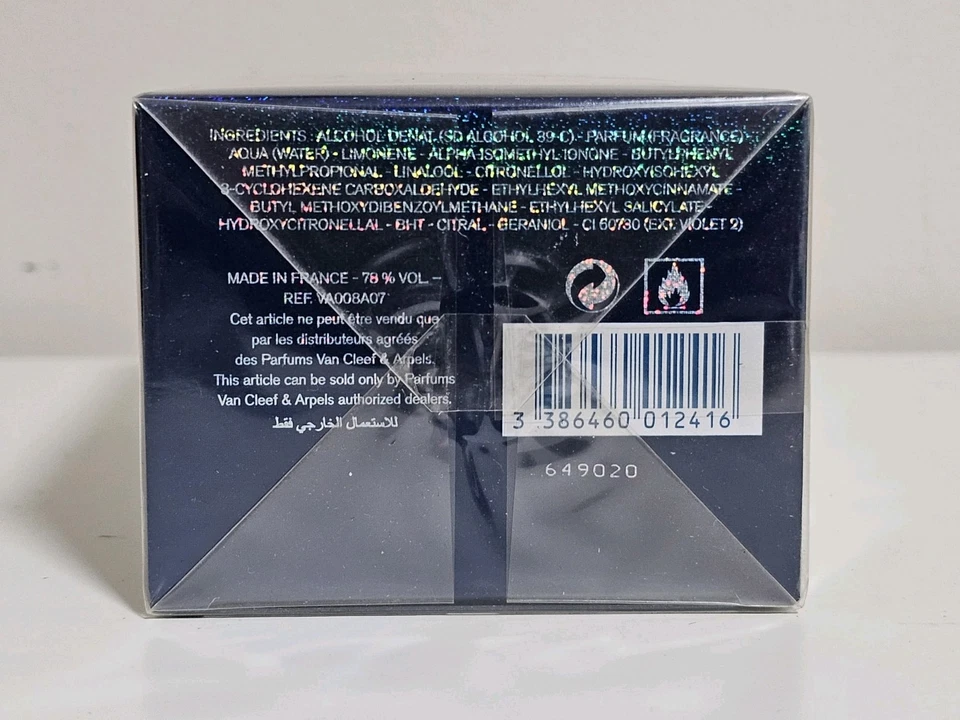 INGREDIENTS : ALCOHOL DENAT. (SD ALCOHOL 39-C) - PARFUM (FRAGRANCE) -
AQUA (WATER) - LIMONENE - ALPHA-ISOMETHYL IONONE - BUTYLPHENYL
METHYLPROPIONAL - LINALOOL - CITRONELLOL - HYDROXYISOHEXYL
3-CYCLOHEXENE CARBOXALDEHYDE - ETHYLHEXYL METHOXYCINNAMATE
BUTYL METHOXYDIBENZOYLMETHANE - ETHYLHEXYL SALICYLATE -
HYDROXYCITRONELLAL - BHT - CITRAL - GERANIOL - CI 60730 (EXT. VIOLET 2)
MADE IN FRANCE - 78 % VOL. –
REF. VA008A07
Cet article ne peut être vendu que
par les distributeurs agréés
des Parfums Van Cleef & Arpels.
This article can be sold only by Parfums
Van Cleef & Arpels authorized dealers.
للاستعمال الخارجي فقط
3 386460 012416
649020